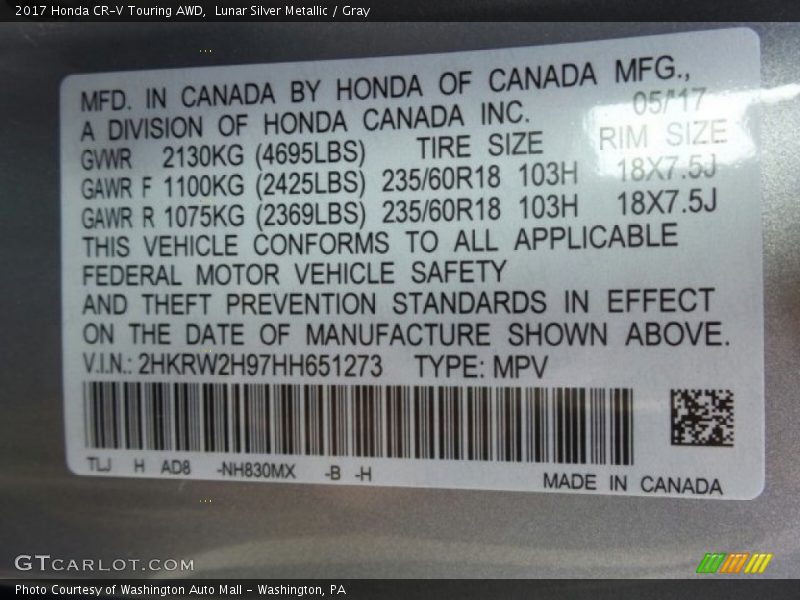 2017 Honda CR-V Touring AWD,  Lunar Silver Metallic / Gray
MFD. IN CANADA BY HONDA OF CANADA MFG.,
A DIVISION OF HONDA CANADA INC. 05/'17
GVWR 2130KG (4695LBS) TIRE SIZE RIM SIZE
GAWR F 1100KG (2425LBS) 235/60R18 103H 18X7.5J
GAWR R 1075KG (2369LBS) 235/60R18 103H 18X7.5J
THIS VEHICLE CONFORMS TO ALL APPLICABLE
FEDERAL MOTOR VEHICLE SAFETY
AND THEFT PREVENTION STANDARDS IN EFFECT
ON THE DATE OF MANUFACTURE SHOWN ABOVE.
V.I.N.: 2HKRW2H97HH651273 TYPE: MPV
TLJ H AD8 -NH830MX -B -H
MADE IN CANADA
GTCARLOT.COM
Photo Courtesy of Washington Auto Mall - Washington, PA